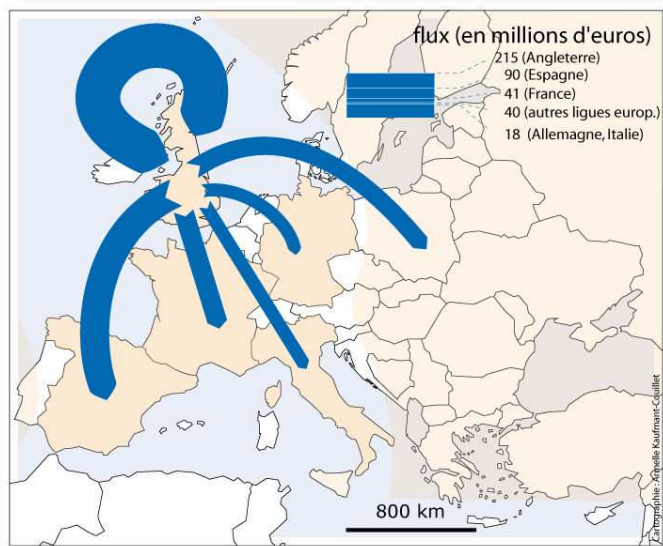 flux (en millions d'euros)
215 (Angleterre)
90 (Espagne)
41 (France)
40 (autres ligues europ.)
18 (Allemagne, Italie)
800 km
Cartographie : Armelle Kaufmant-Couillet